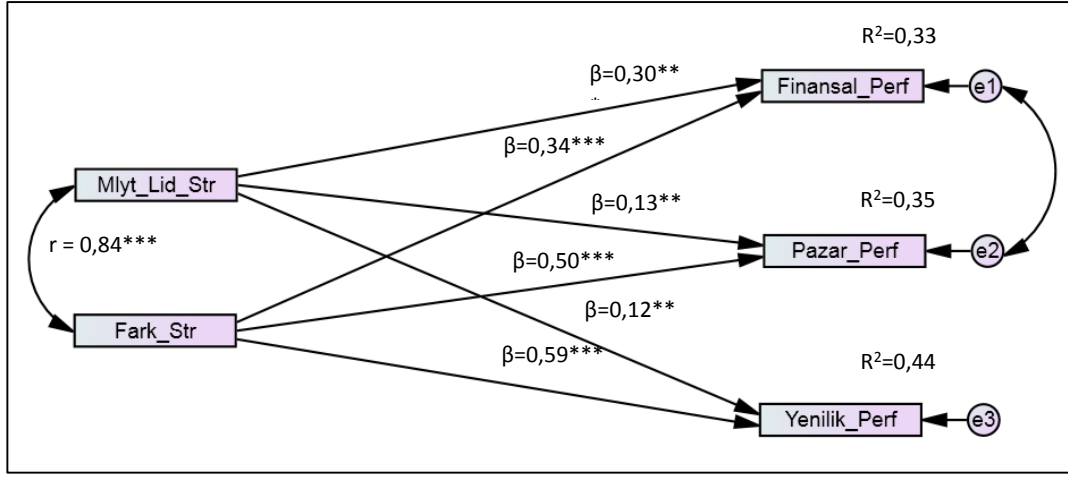 R²=0,33
β=0,30**
*
Finansal_Perf
e1
β=0,34***
Mlyt_Lid_Str
β=0,13**
R²=0,35
r = 0,84***
Pazar_Perf
e2
β=0,50***
β=0,12**
Fark_Str
β=0,59***
R²=0,44
Yenilik_Perf
e3